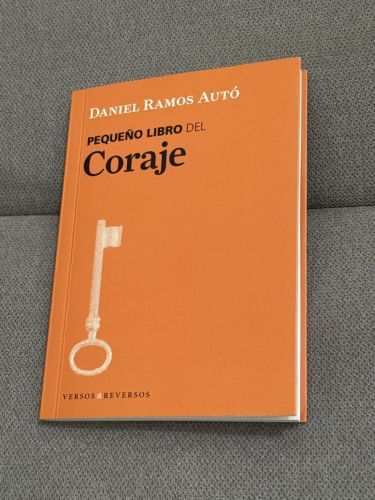 DANIEL RAMOS AUTÓ
PEQUEÑO LIBRO DEL
Coraje
VERSOS & REVERSOS